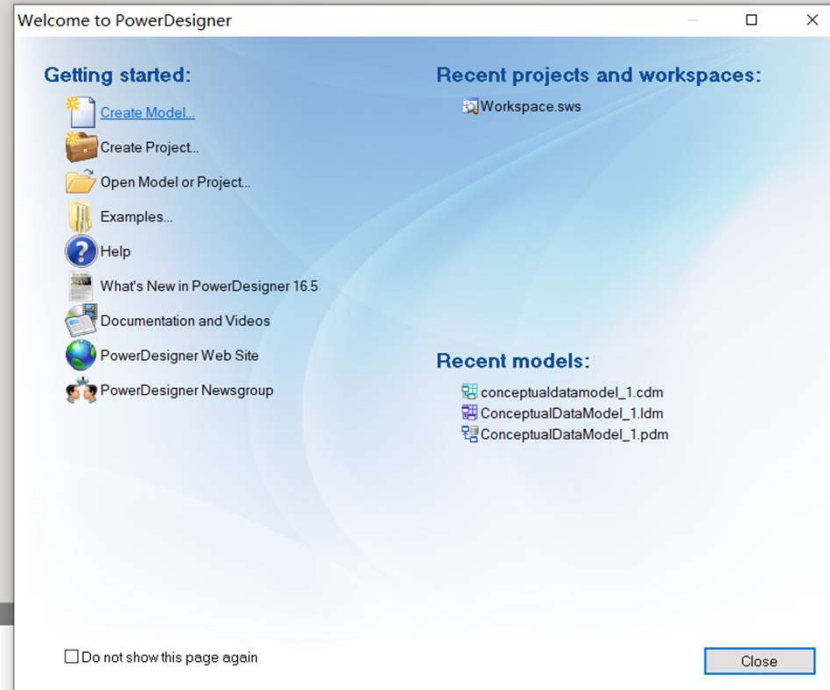 Welcome to PowerDesigner
Getting started:
Create Model...
Create Project...
Open Model or Project...
Examples...
Help
What's New in PowerDesigner 16.5
Documentation and Videos
PowerDesigner Web Site
PowerDesigner Newsgroup
Recent projects and workspaces:
Workspace.sws
Recent models:
conceptualdatamodel_1.cdm
ConceptualDataModel_1.ldm
ConceptualDataModel_1.pdm
Do not show this page again
Close